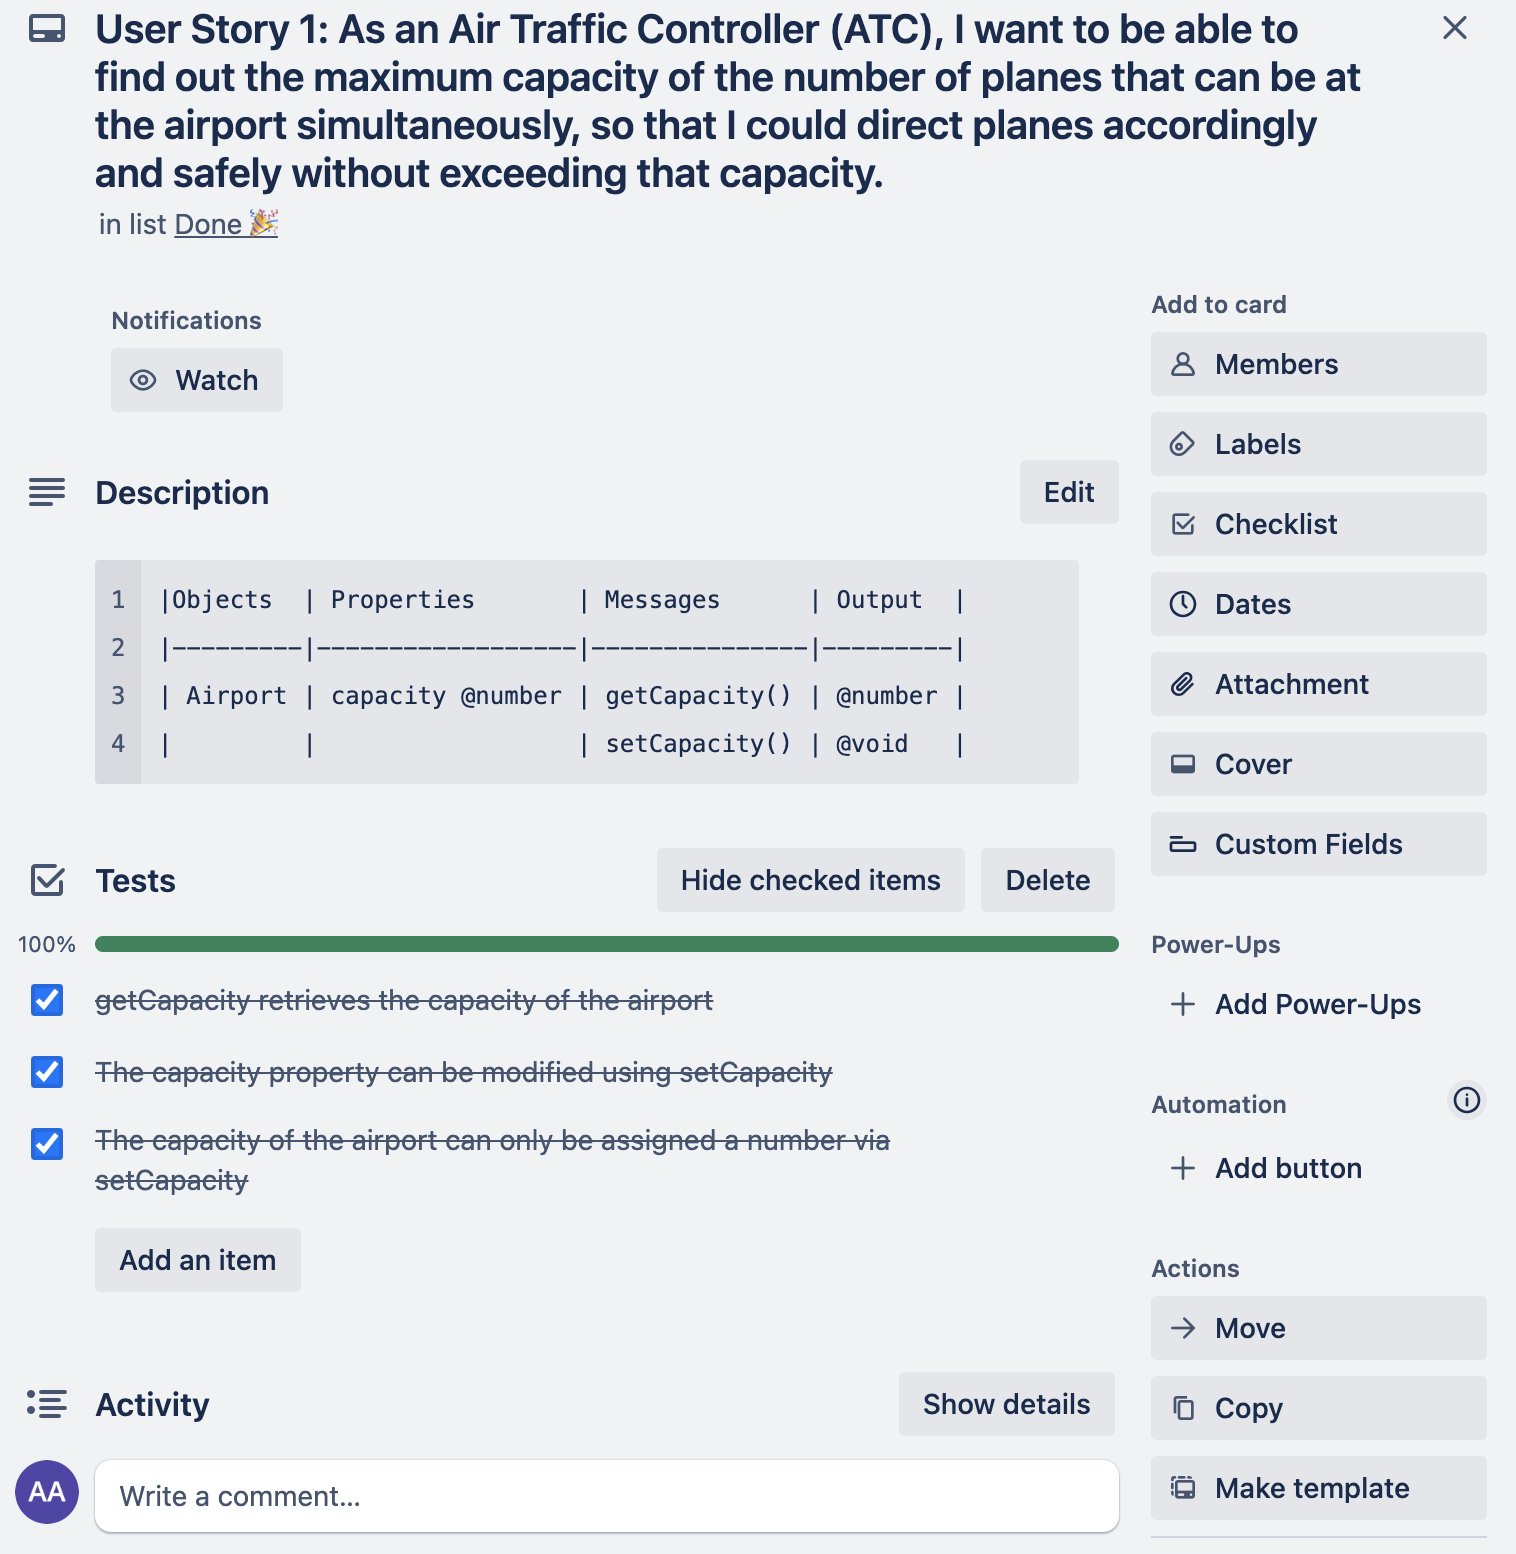 User Story 1: As an Air Traffic Controller (ATC), I want to be able to
find out the maximum capacity of the number of planes that can be at
the airport simultaneously, so that I could direct planes accordingly
and safely without exceeding that capacity.
in list Done 🎉
Notifications
Watch
Description
Edit
1 |Objects  | Properties       | Messages      | Output  |
2 |---------|------------------|---------------|---------|
3 | Airport | capacity @number | getCapacity() | @number |
4 |         |                  | setCapacity() | @void   |
Tests
Hide checked items
Delete
100%
getCapacity retrieves the capacity of the airport
The capacity property can be modified using setCapacity
The capacity of the airport can only be assigned a number via
setCapacity
Add an item
Activity
Show details
AA
Write a comment...
Add to card
Members
Labels
Checklist
Dates
Attachment
Cover
Custom Fields
Power-Ups
Add Power-Ups
Automation
Add button
Actions
Move
Copy
Make template